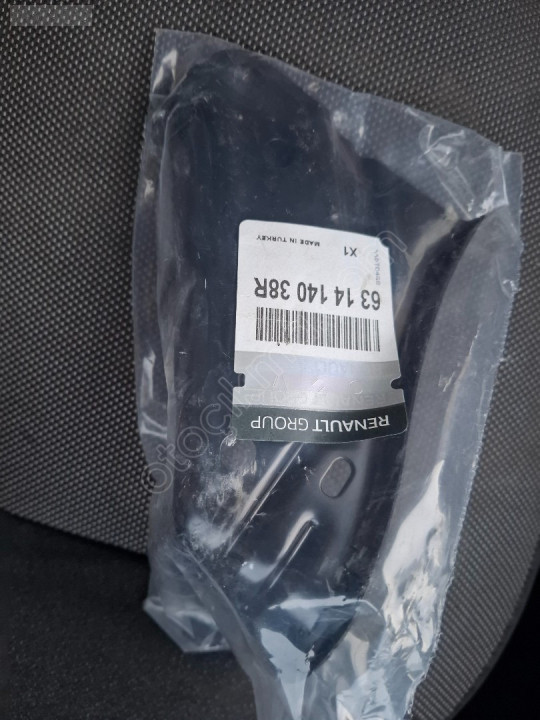 RENAULT GROUP
63 14 140 38R
X1
MADE IN TURKEY